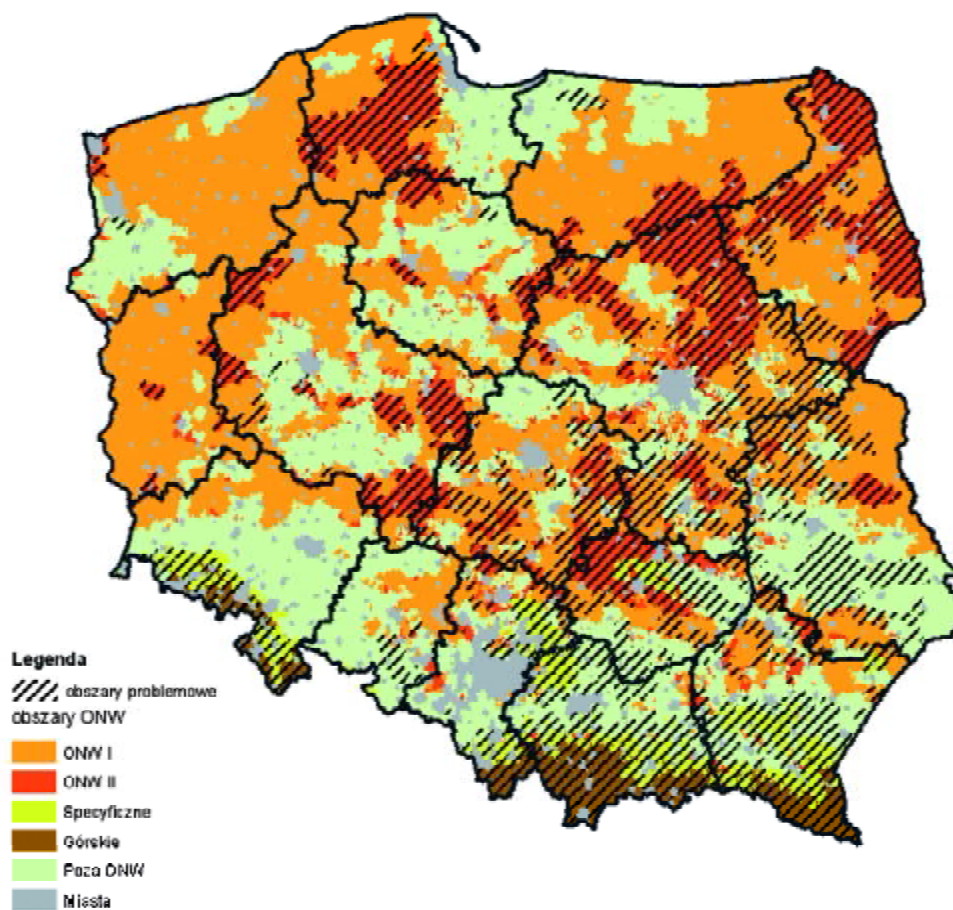 Legenda
obszary problemowe
obszary ONW
ONW I
ONW II
Specyficzne
Górskie
Poza ONW
Miasta